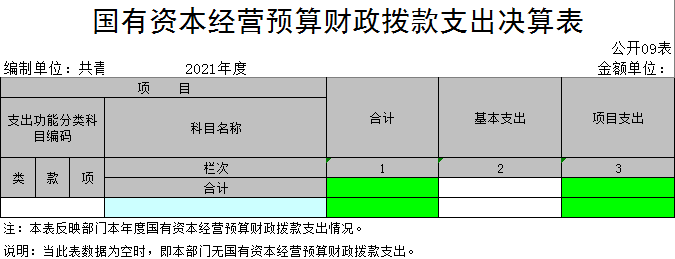 国有资本经营预算财政拨款支出决算表
公开09表
编制单位：共青 2021年度 金额单位：
项 目
支出功能分类科目编码 科目名称 合计 基本支出 项目支出
类 款 项 栏次 1 2 3
合计
注：本表反映部门本年度国有资本经营预算财政拨款支出情况。
说明：当此表数据为空时，即本部门无国有资本经营预算财政拨款支出。